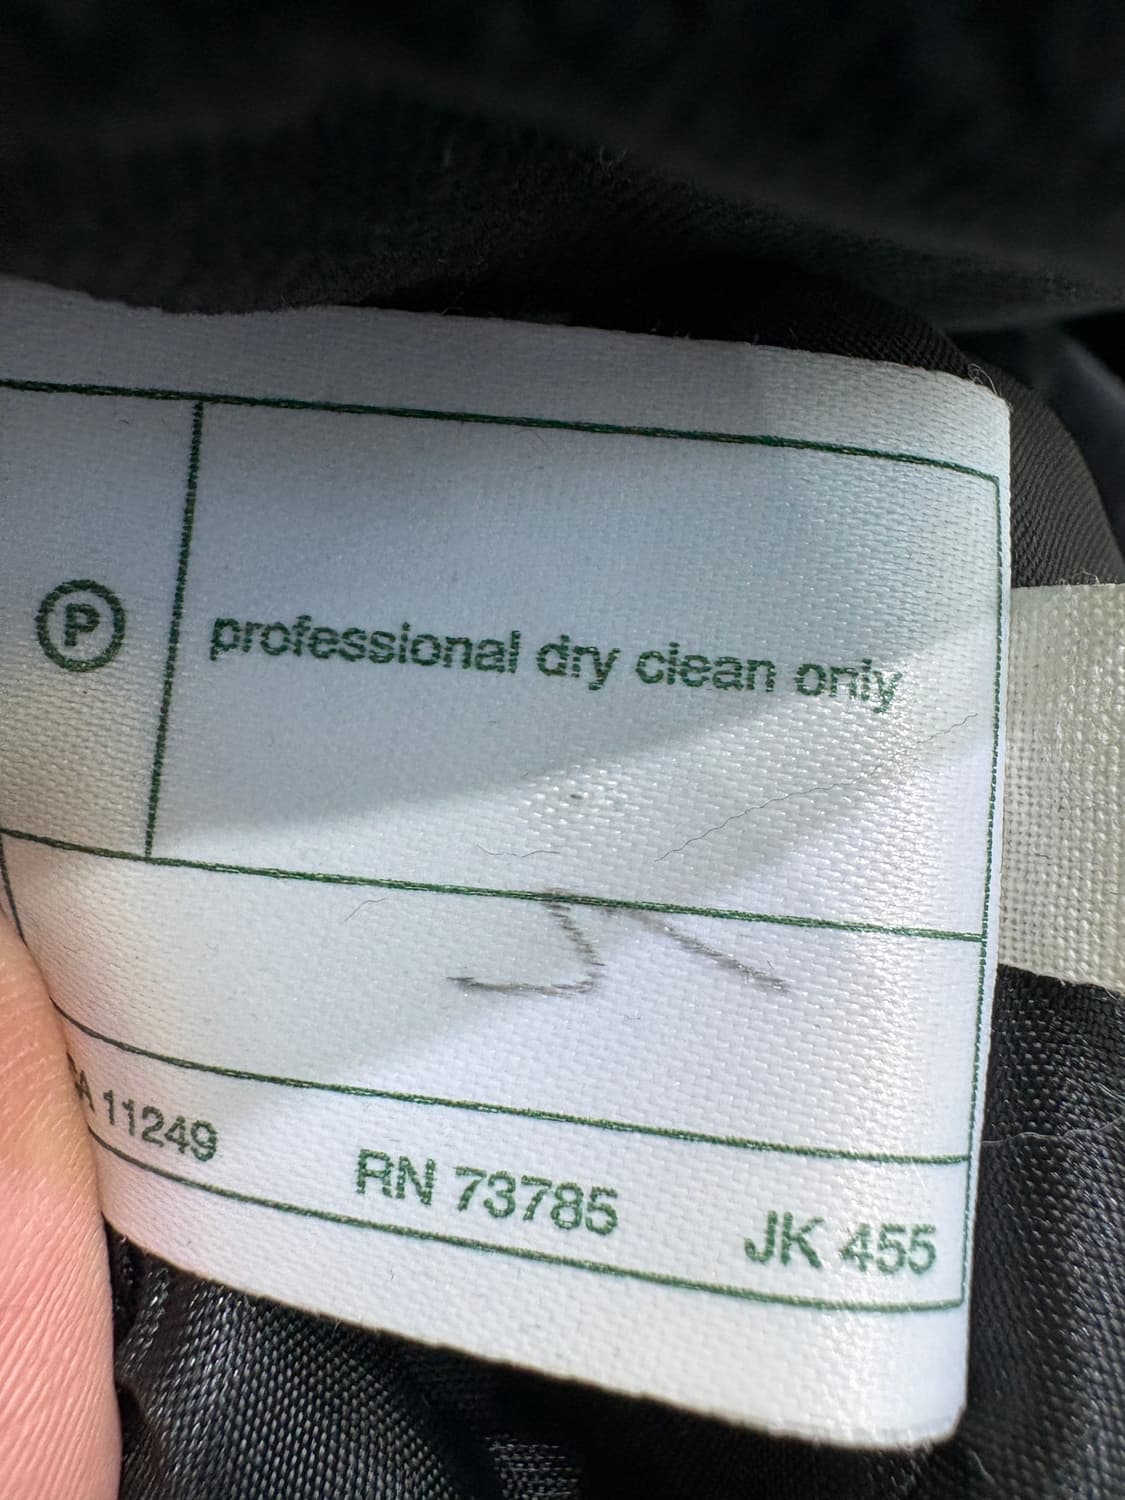 P
professional dry clean only
A 11249
RN 73785
JK 455